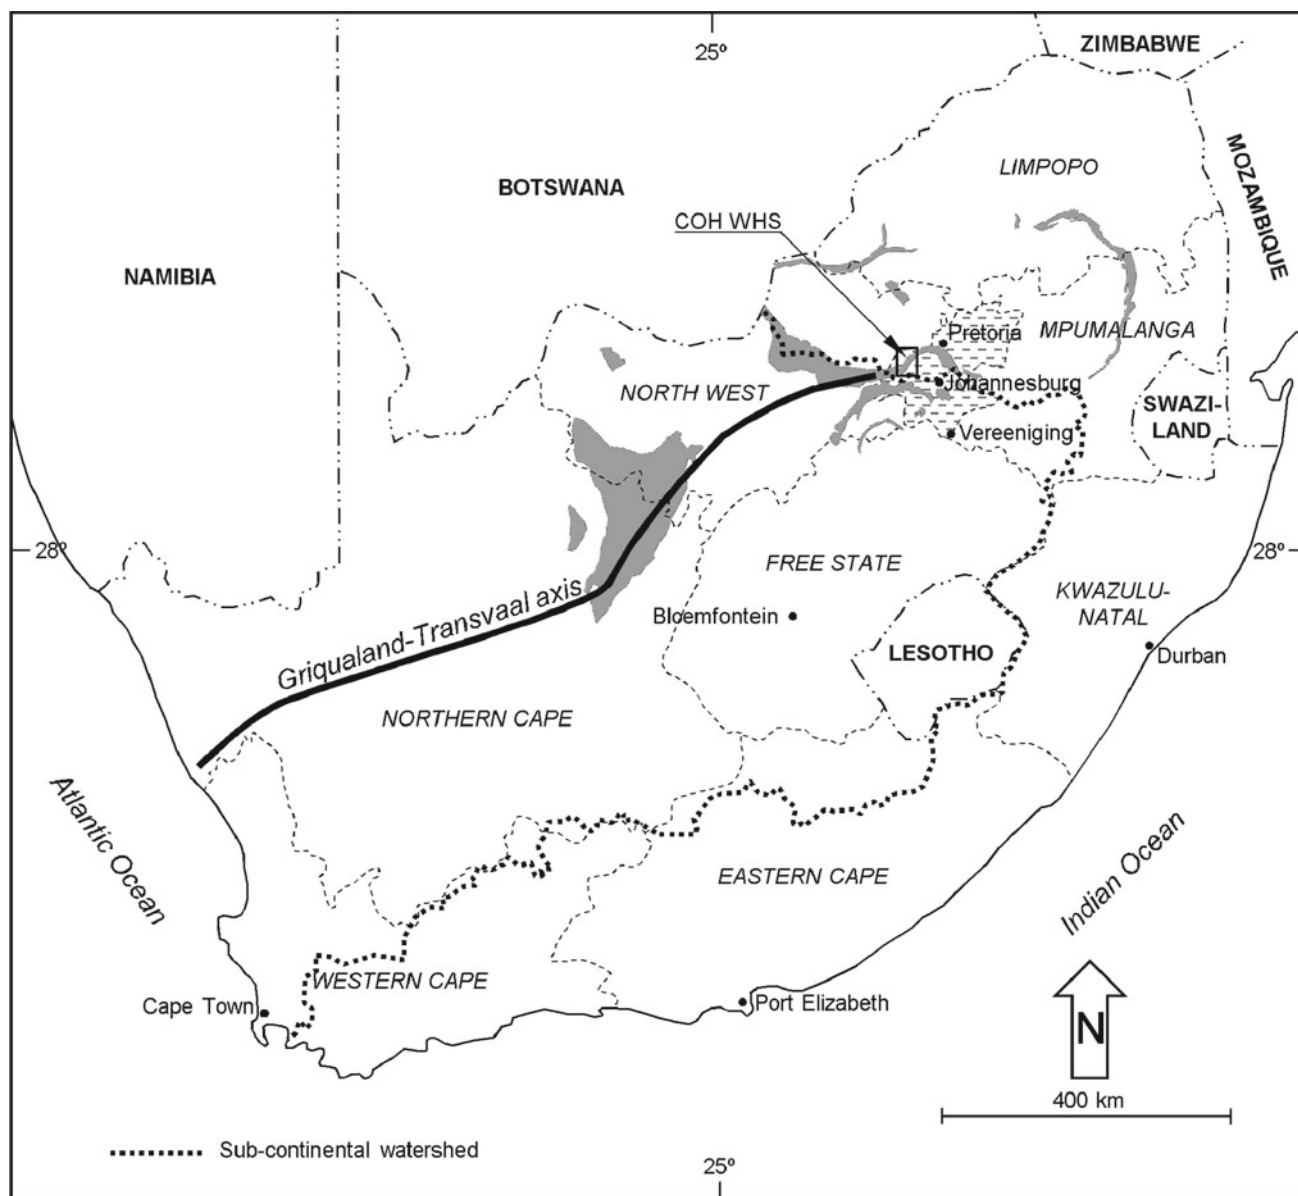 25º
ZIMBABWE
MOZAMBIQUE
LIMPOPO
BOTSWANA
COH WHS
NAMIBIA
Pretoria
MPUMALANGA
Johannesburg
NORTH WEST
SWAZI-
LAND
Vereeniging
28º
28º
FREE STATE
KWAZULU-
NATAL
Griqualand-Transvaal axis
Bloemfontein
LESOTHO
Durban
NORTHERN CAPE
Atlantic Ocean
EASTERN CAPE
Indian Ocean
WESTERN CAPE
Cape Town
Port Elizabeth
N
400 km
Sub-continental watershed
25º